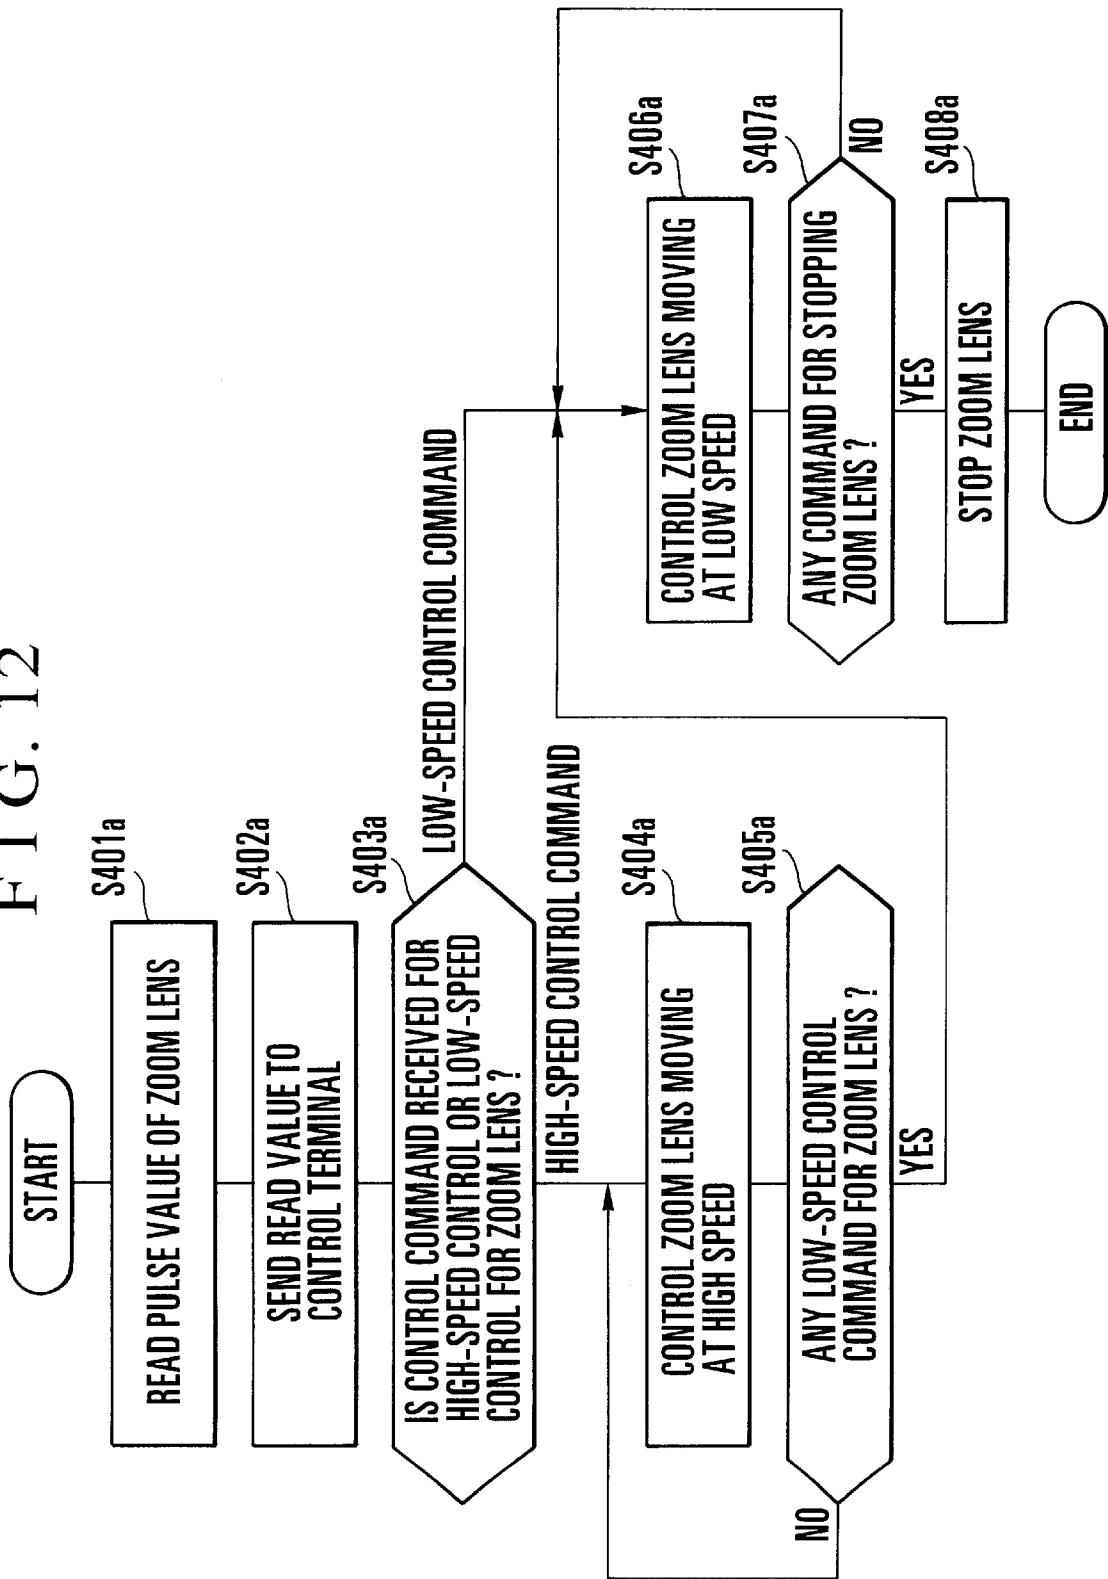 FIG. 12
START
READ PULSE VALUE OF ZOOM LENS
S401a
SEND READ VALUE TO
CONTROL TERMINAL
S402a
IS CONTROL COMMAND RECEIVED FOR
HIGH-SPEED CONTROL OR LOW-SPEED
CONTROL FOR ZOOM LENS ?
S403a
LOW-SPEED CONTROL COMMAND
HIGH-SPEED CONTROL COMMAND
CONTROL ZOOM LENS MOVING
AT HIGH SPEED
S404a
ANY LOW-SPEED CONTROL
COMMAND FOR ZOOM LENS ?
S405a
NO
YES
CONTROL ZOOM LENS MOVING
AT LOW SPEED
S406a
ANY COMMAND FOR STOPPING
ZOOM LENS ?
S407a
NO
YES
STOP ZOOM LENS
S408a
END